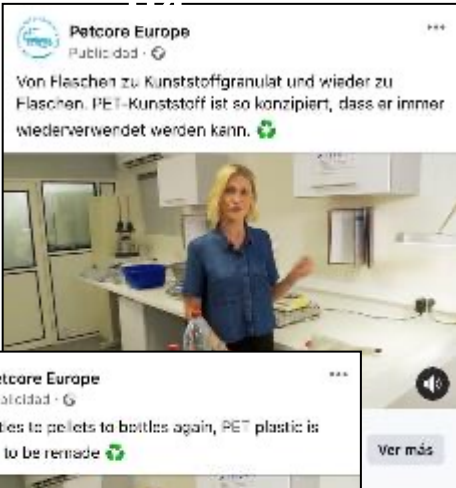 Petcore Europe
Publicidad ·
Von Flaschen zu Kunststoffgranulat und wieder zu
Flaschen. PET-Kunststoff ist so konzipiert, dass er immer
wiederverwendet werden kann. ♻️
etcore Europe
blicidad ·
tles to pellets to bottles again, PET plastic is
to be remade ♻️
Ver más